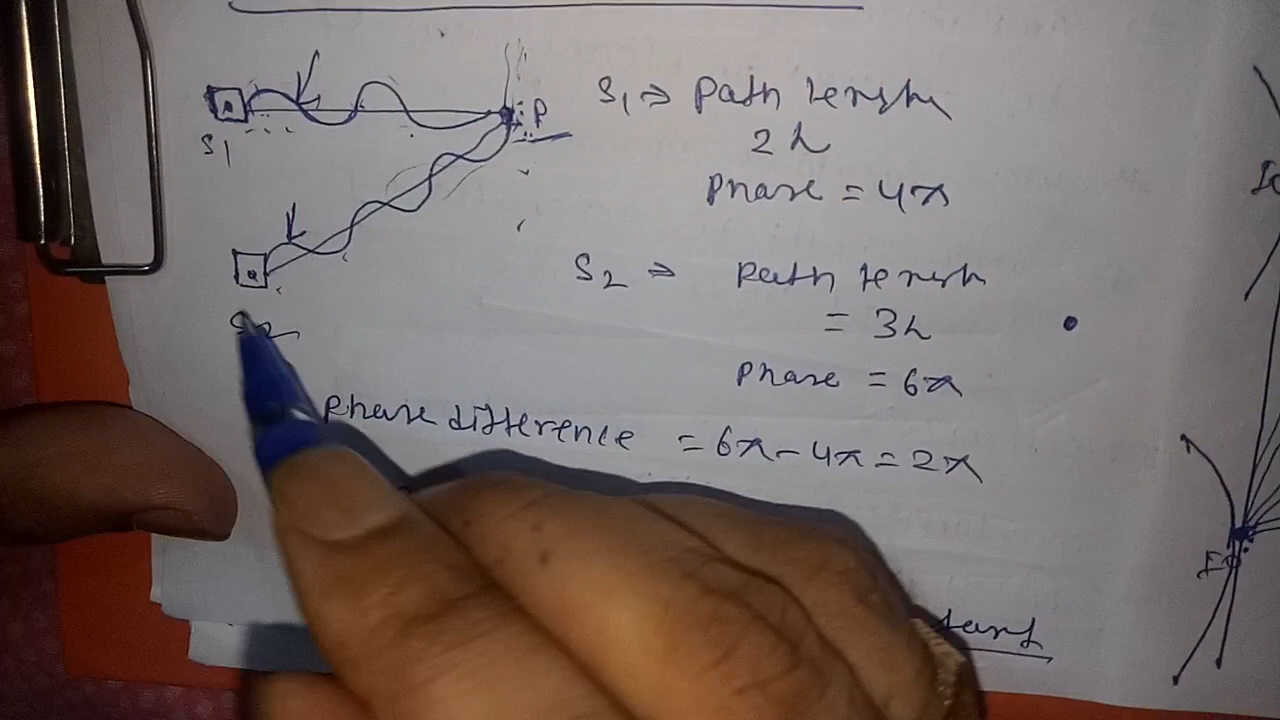 S1 ⇒ Path length
2λ
Phase = 4π
P
S1
S2 ⇒ Path length
= 3λ
Phase = 6π
S2
Phase difference = 6π - 4π = 2π